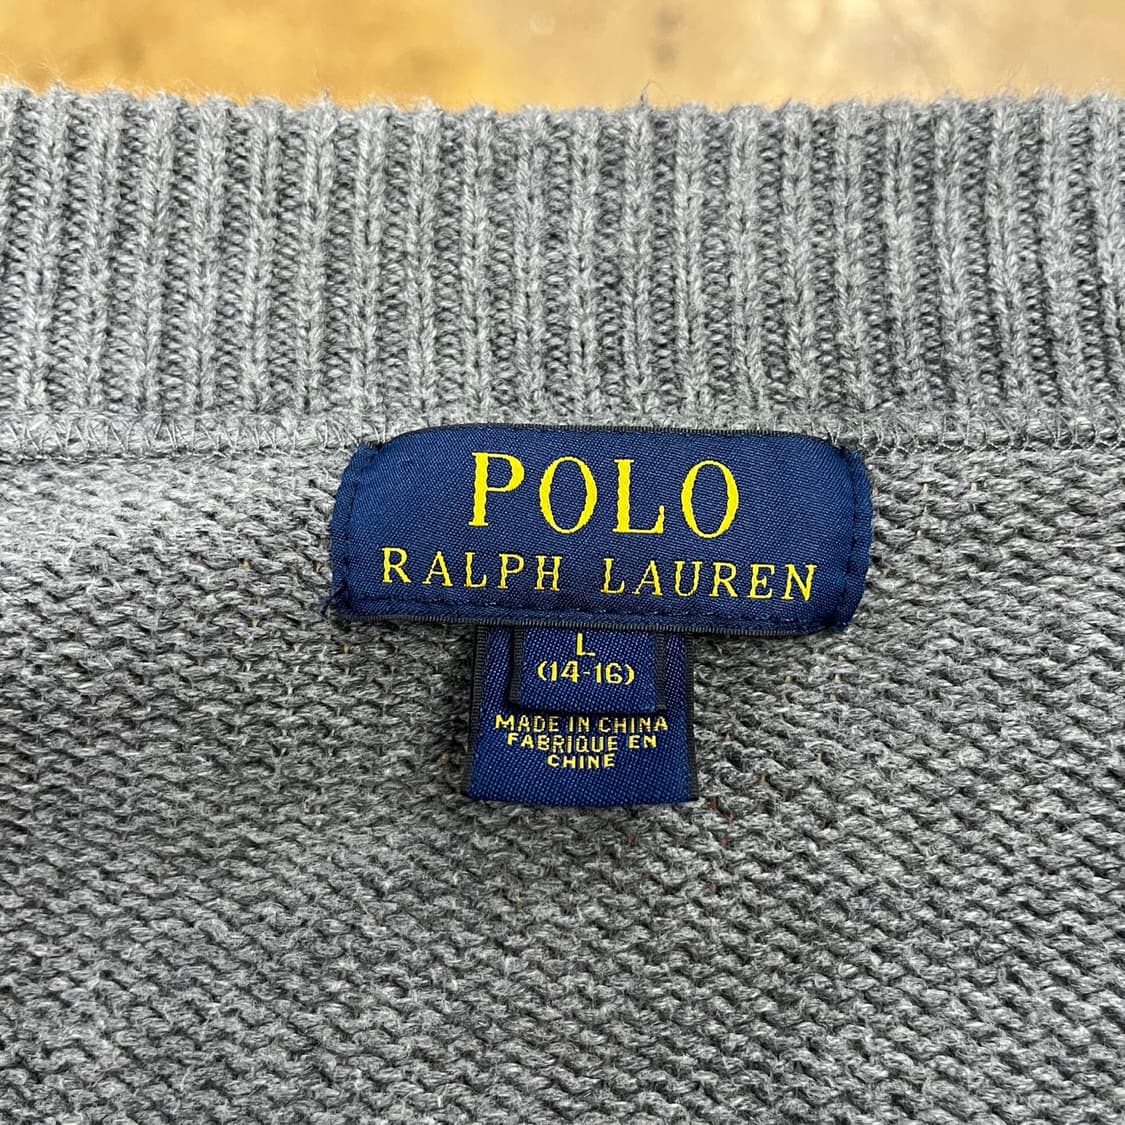 POLO
RALPH LAUREN
L
(14-16)
MADE IN CHINA
FABRIQUE EN
CHINE